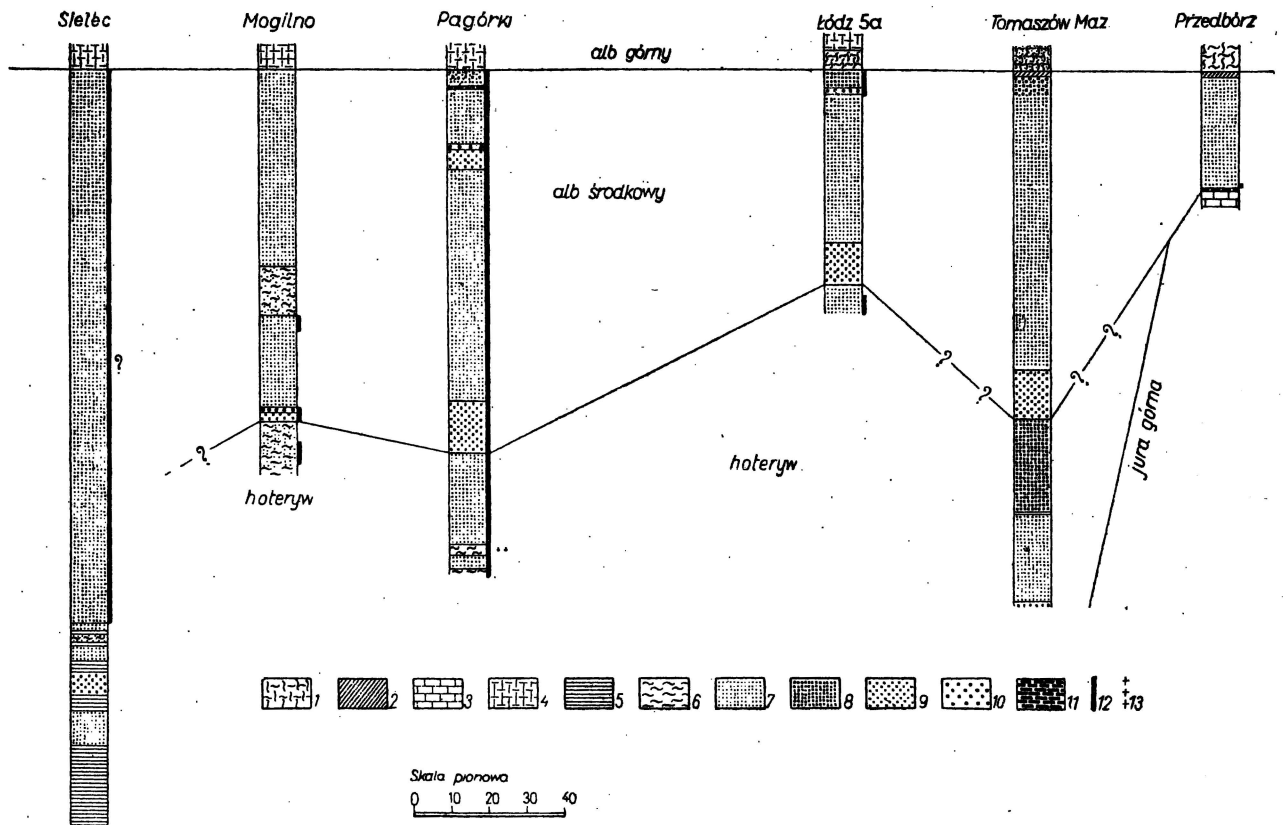 Sielec Mogilno Pagórki Łódz 5a Tomaszów Maz Przedbórz
alb górny
alb środkowy
?
?
?
?
?
?
hoteryw
hoteryw
jura górna
1 2 3 4 5 6 7 8 9 10 11 12 13
Skala pionowa
0 10 20 30 40